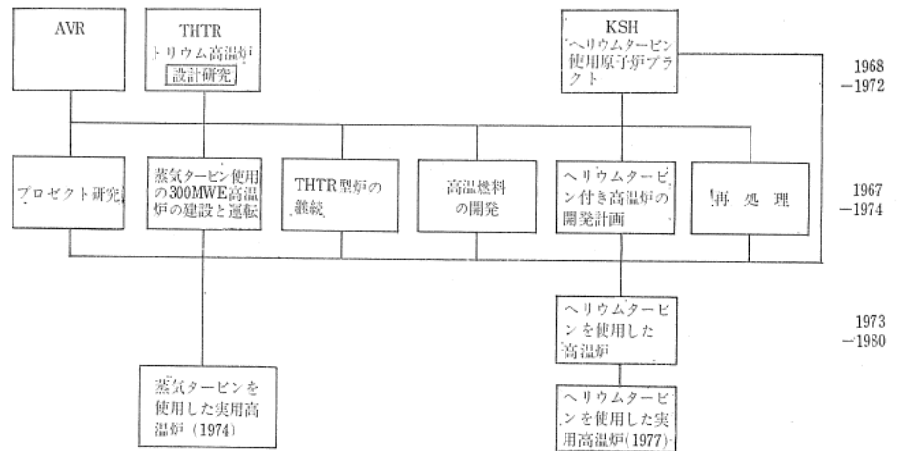 AVR
THTR
トリウム高温炉
設計研究
KSH
ヘリウムタービン
使用原子炉プラ
クト
1968
—1972
プロゼクト研究
蒸気タービン使用
の300MWE高温
炉の建設と運転
THTR型炉の
継続
高温燃料
の開発
ヘリウムタービ
ン付き高温炉の
開発計画
再処理
1967
—1974
ヘリウムタービ
ンを使用した
高温炉
1973
—1980
蒸気タービンを
使用した実用高
温炉(1974)
ヘリウムタービ
ンを使用した実
用高温炉(1977)